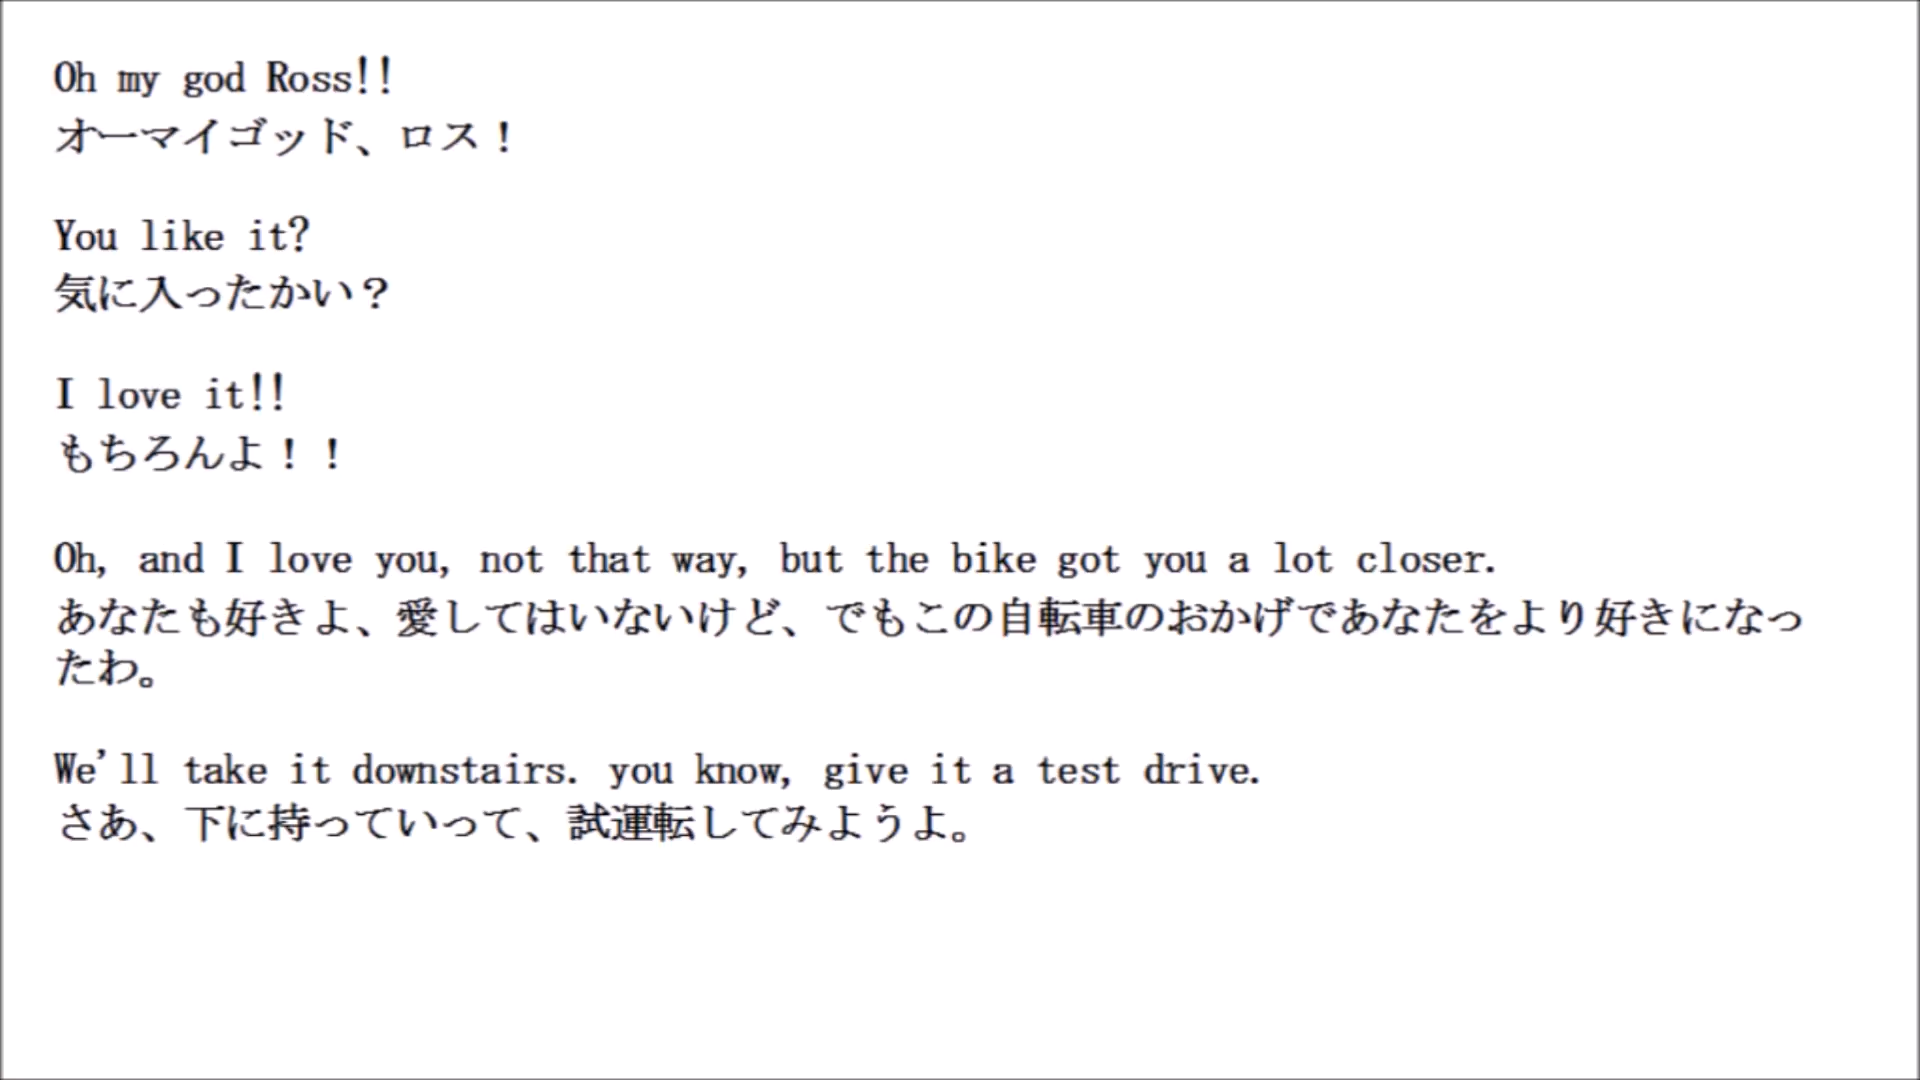 Oh my god Ross!!
オーマイゴッド、ロス！
You like it?
気に入ったかい？
I love it!!
もちろんよ！！
Oh, and I love you, not that way, but the bike got you a lot closer.
あなたも好きよ、愛してはいないけど、でもこの自転車のおかげであなたをより好きになっ
たわ。
We'll take it downstairs. you know, give it a test drive.
さあ、下に持っていって、試運転してみようよ。